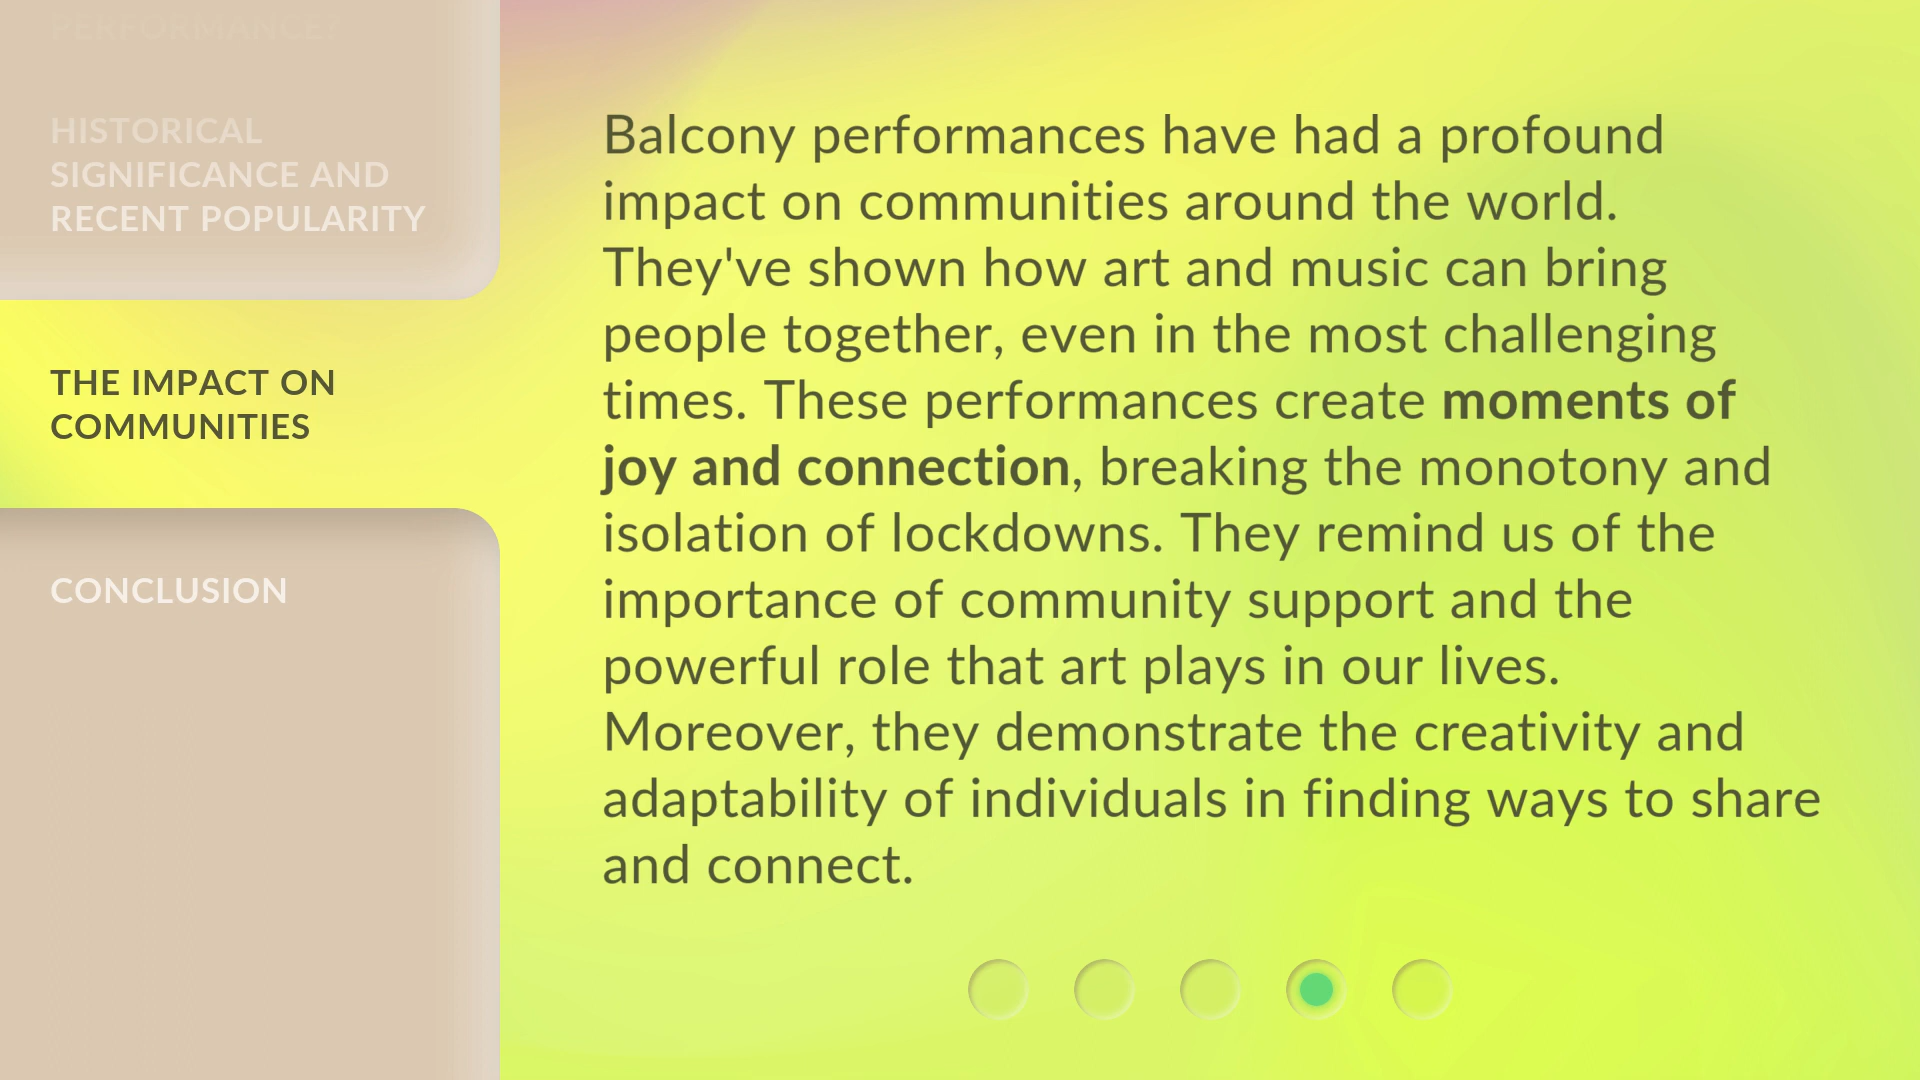 PERFORMANCE?
HISTORICAL
SIGNIFICANCE AND
RECENT POPULARITY
THE IMPACT ON
COMMUNITIES
CONCLUSION
Balcony performances have had a profound
impact on communities around the world.
They've shown how art and music can bring
people together, even in the most challenging
times. These performances create moments of
joy and connection, breaking the monotony and
isolation of lockdowns. They remind us of the
importance of community support and the
powerful role that art plays in our lives.
Moreover, they demonstrate the creativity and
adaptability of individuals in finding ways to share
and connect.